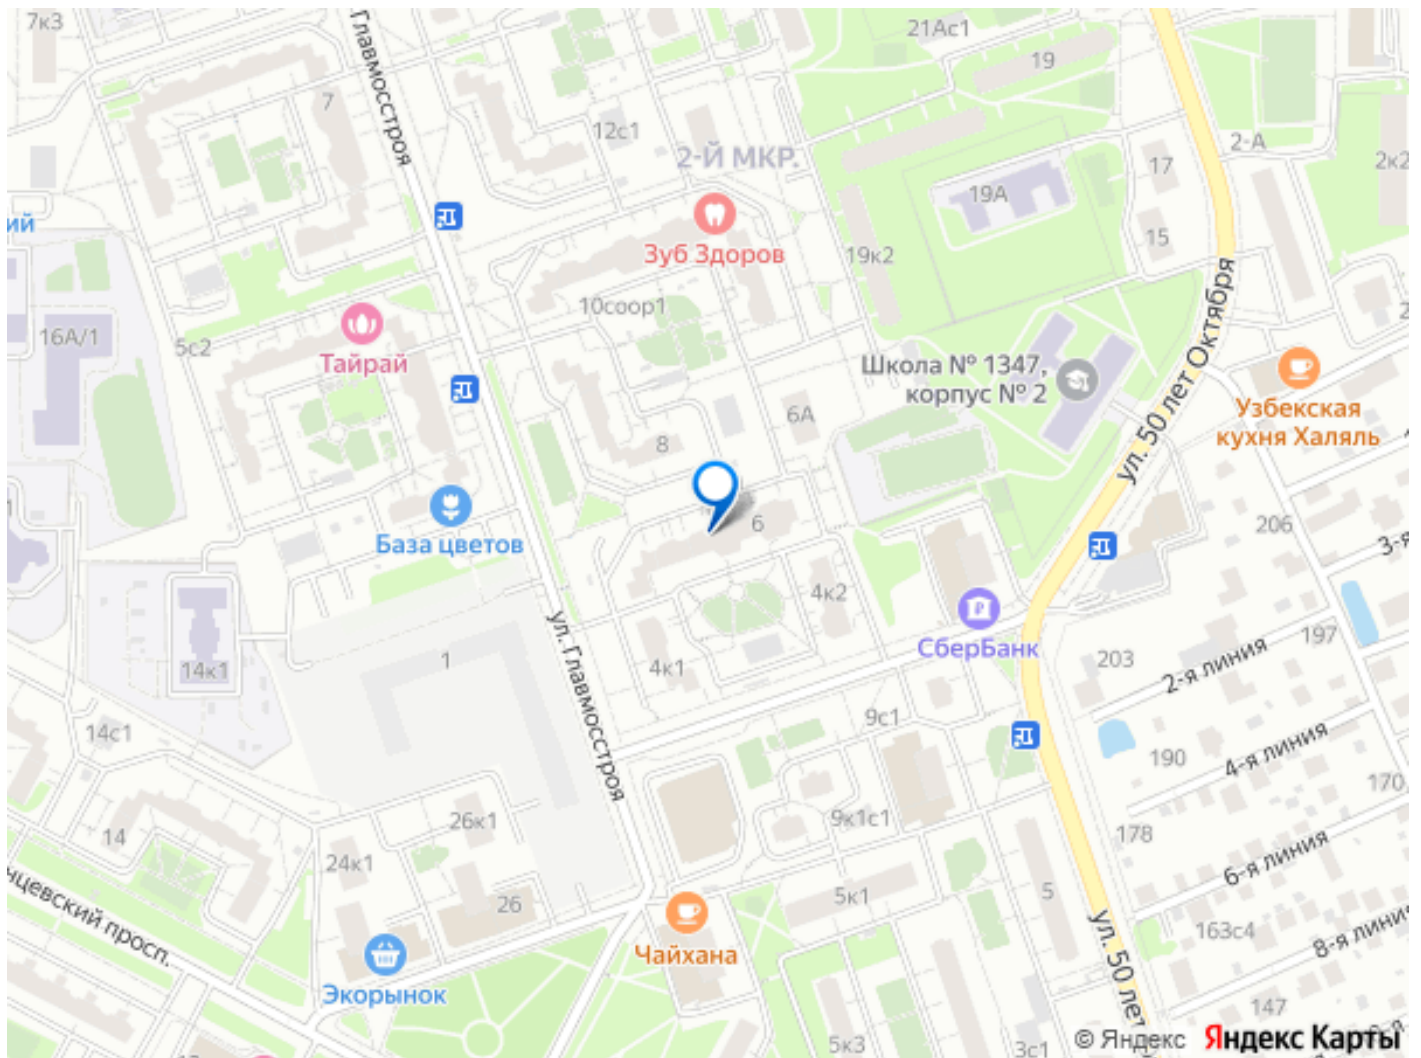 7к3
Главмосстроя
21Ас1
19
7
12с1
2-Й МКР.
2-А
17
2к2
19А
ий
Зуб Здоров
15
19к2
10соор1
ул. 50 лет Октября
16А/1
5с2
Тайрай
Школа № 1347,
корпус № 2
6А
Узбекская
кухня Халяль
8
6
206
База цветов
3-я
4к2
ул. Главмосстроя
СберБанк
197
203
2-я линия
14к1
1
4к1
9с1
14с1
190
4-я линия
170
26к1
9к1с1
178
14
24к1
6-я линия
26
5к1
5
нцевский просп.
163с4
8-я линия
Чайхана
ул. 50 лет
Экорынок
147
5к3
3с1
© Яндекс Яндекс Карты